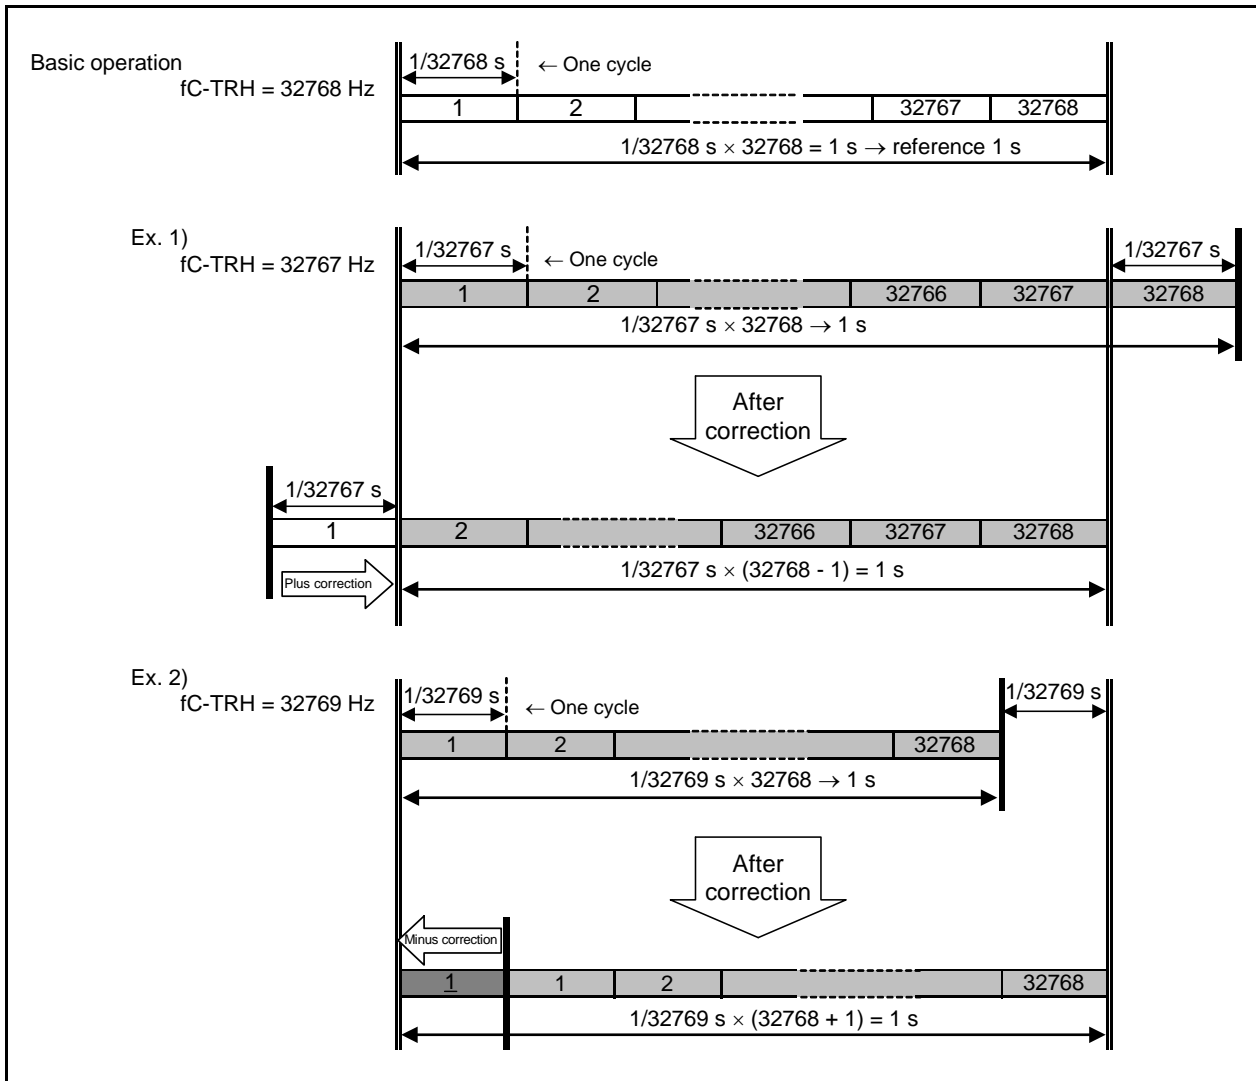 Basic operation
fC-TRH = 32768 Hz
1/32768 s
← One cycle
1 2 32767 32768
1/32768 s × 32768 = 1 s → reference 1 s
Ex. 1)
fC-TRH = 32767 Hz
1/32767 s
← One cycle
1/32767 s
1 2 32766 32767 32768
1/32767 s × 32768 → 1 s
After
correction
1/32767 s
1 2 32766 32767 32768
Plus correction
1/32767 s × (32768 - 1) = 1 s
Ex. 2)
fC-TRH = 32769 Hz
1/32769 s
← One cycle
1/32769 s
1 2 32768
1/32769 s × 32768 → 1 s
After
correction
Minus correction
1 1 2 32768
1/32769 s × (32768 + 1) = 1 s